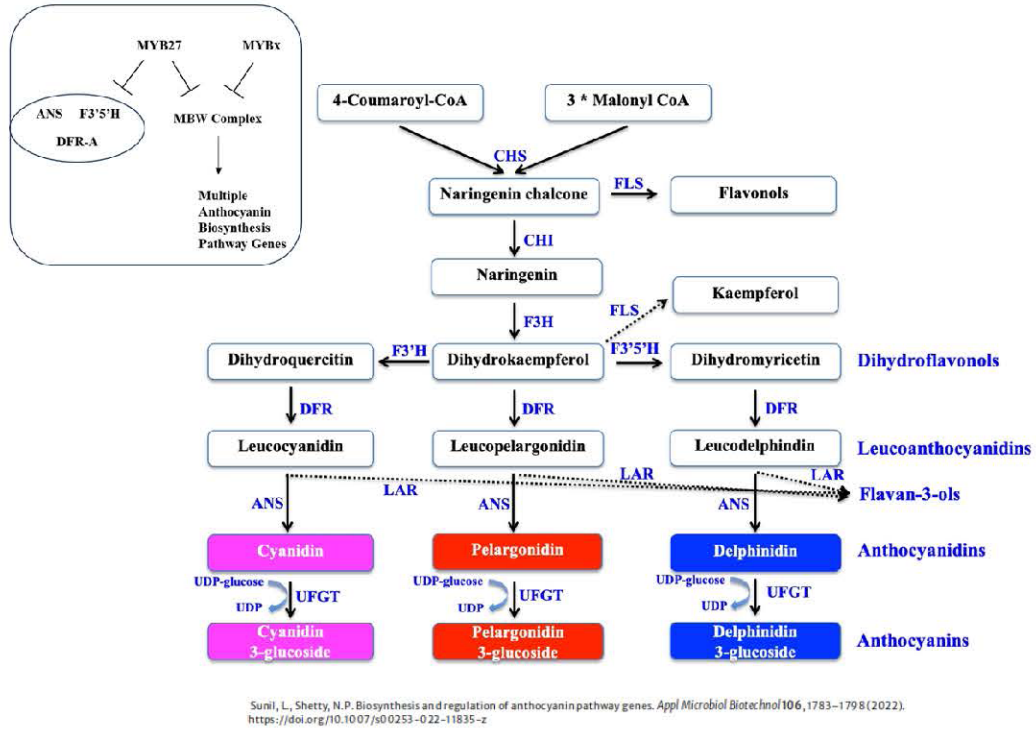 MYB27 MYBx
ANS F3'5'H
DFR-A
MBW Complex
Multiple
Anthocyanin
Biosynthesis
Pathway Genes
4-Coumaroyl-CoA 3 * Malonyl CoA
CHS
Naringenin chalcone FLS Flavonols
CHI
Naringenin
Kaempferol
FLS
F3H
Dihydroquercitin F3'H Dihydrokaempferol F3'5'H Dihydromyricetin Dihydroflavonols
DFR DFR DFR
Leucocyanidin Leucopelargonidin Leucodelphindin Leucoanthocyanidins
LAR LAR LAR
Flavan-3-ols
ANS ANS ANS
Cyanidin Pelargonidin Delphinidin Anthocyanidins
UDP-glucose UDP-glucose UDP-glucose
UFGT UFGT UFGT
UDP UDP UDP
Cyanidin Pelargonidin Delphinidin
3-glucoside 3-glucoside 3-glucoside
Anthocyanins
Sunil, L., Shetty, N.P. Biosynthesis and regulation of anthocyanin pathway genes. Appl Microbiol Biotechnol 106, 1783–1798 (2022).
https://doi.org/10.1007/s00253-022-11835-z